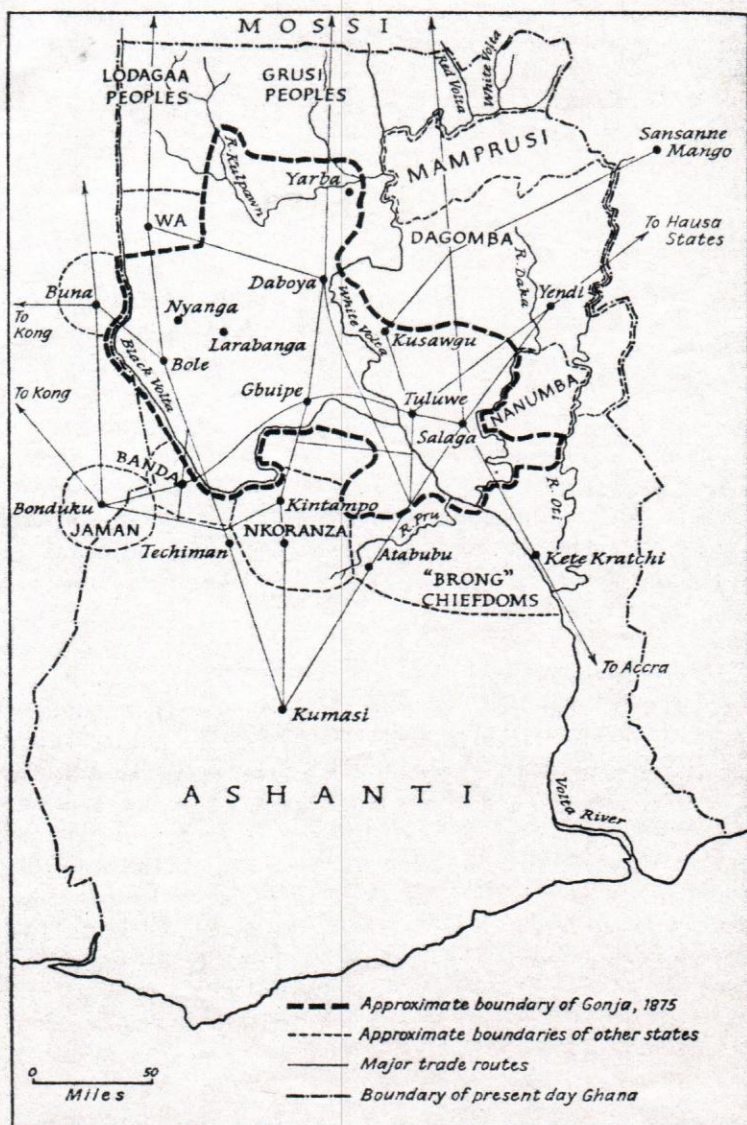 MOSSI
LODAGAA
PEOPLES
GRUSI
PEOPLES
Red Volta
White Volta
Sansanne
Mango
MAMPRUSI
R. Kulpawn
Yarba
WA
DAGOMBA
To Hausa
States
R. Daka
Buna
Daboya
Yendi
To
Kong
Nyanga
White Volta
Kusawgu
Larabanga
Bole
Black Volta
NANUMBA
To Kong
Gbuipe
Tuluwe
Salaga
BANDA
R. Oti
Bonduku
Kintampo
JAMAN
NKORANZA
R. Pru
Techiman
Atabubu
Kete Kratchi
"BRONG"
CHIEFDOMS
To Accra
Kumasi
ASHANTI
Volta
River
Approximate boundary of Gonja, 1875
Approximate boundaries of other states
Major trade routes
Boundary of present day Ghana
0 50
Miles